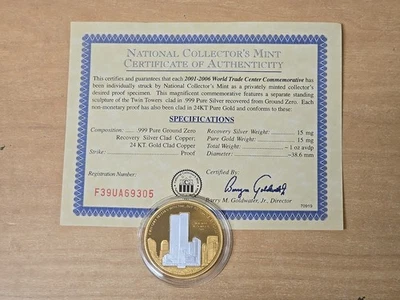 NATIONAL COLLECTOR'S MINT
CERTIFICATE OF AUTHENTICITY
This certifies and guarantees that each 2001-2006 World Trade Center Commemorative has
been individually struck by National Collector's Mint as a privately minted collector's
desired proof specimen. This magnificent commemorative features a separate standing
sculpture of the Twin Towers clad in .999 Pure Silver recovered from Ground Zero. Each
non monetary proof has also been clad in 24KT Pure Gold and conforms to these:
SPECIFICATIONS
Composition: .999 Pure Ground Zero
Recovery Silver Clad Copper;
24 KT. Gold Clad Copper
Strike: Proof
Recovery Silver Weight: 15 mg
Pure Gold Weight: 15 mg
Total Weight: ~ 1 oz avdp
Diameter: ~38.6 mm
Registration Number:
F39UA69305
Certified By:
Barry M. Goldwater, Jr., Director